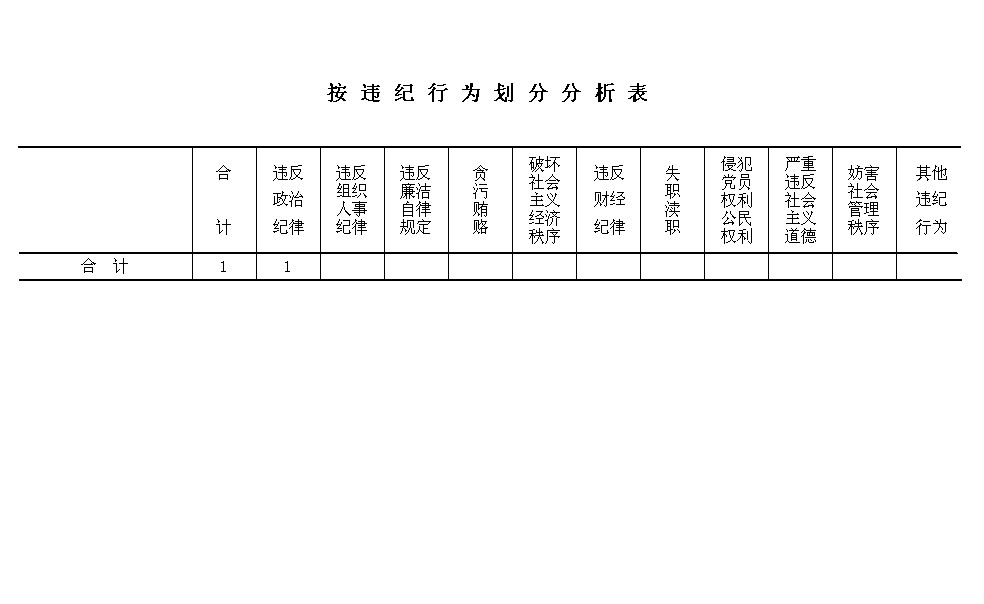 按违纪行为划分分析表
合计
违反政治纪律
违反组织人事纪律
违反廉洁自律规定
贪污贿赂
破坏社会主义经济秩序
违反财经纪律
失职渎职
侵犯党员权利公民权利
严重违反社会主义道德
妨害社会管理秩序
其他违纪行为
合 计 1 1